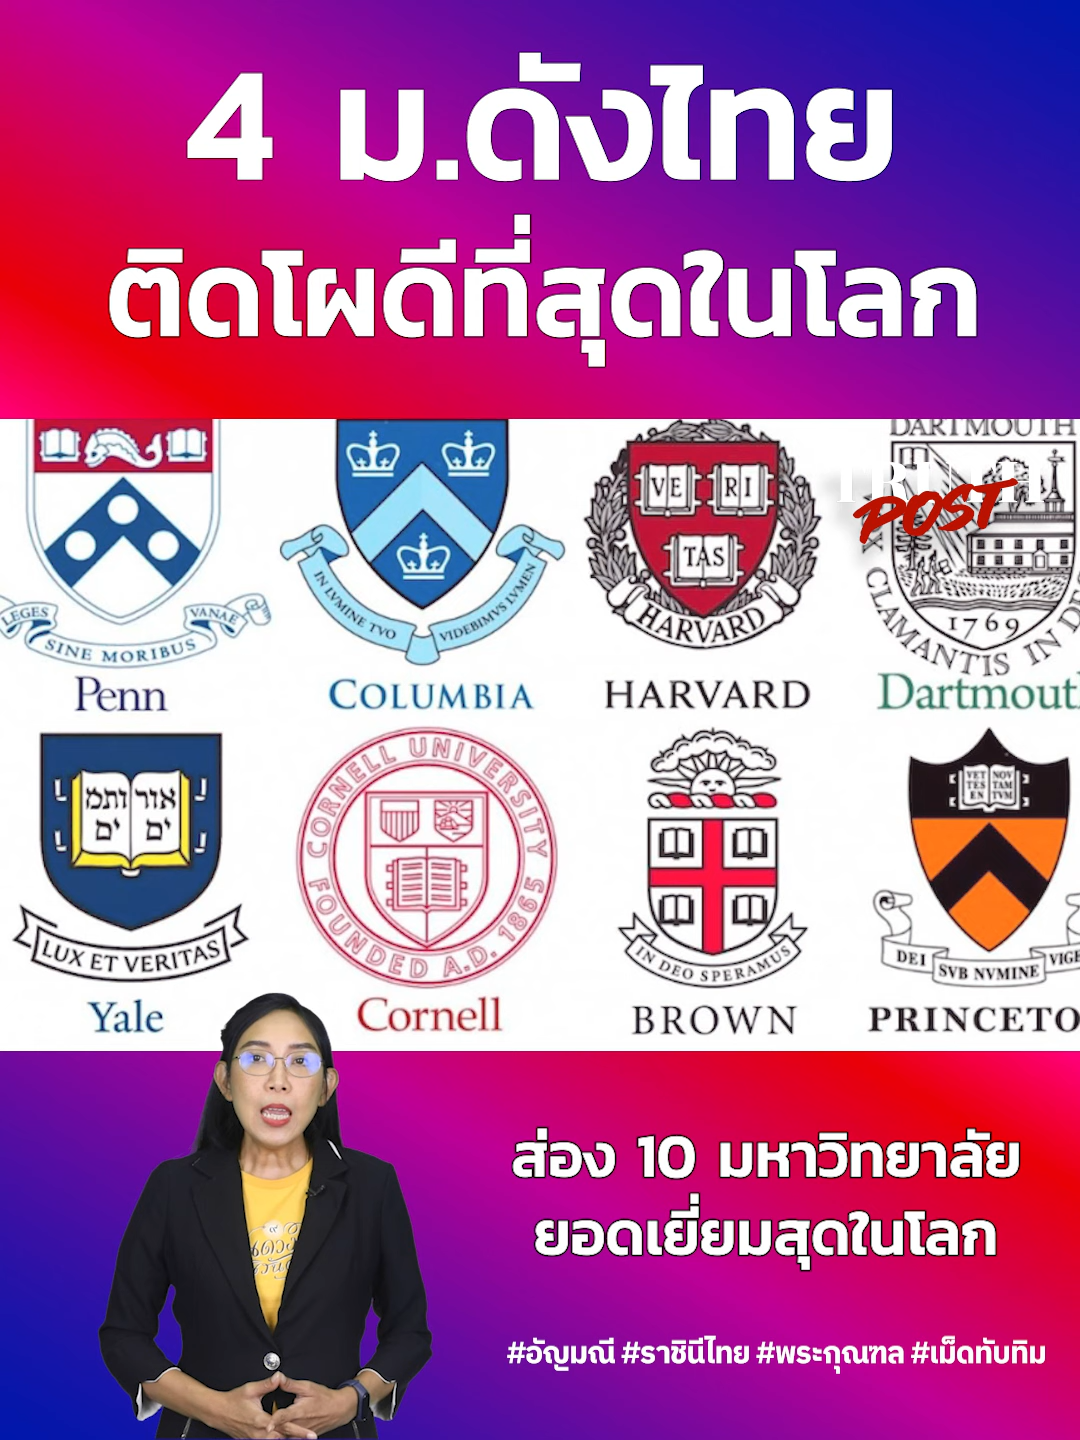 4 ม.ดังไทย
ติดโผดีที่สุดในโลก
DARTMOUTH
POST
VE RI
TAS
HARVARD
LEGES
VANAE
SINE MORIBUS
IN LVMINE TVO
VIDEBIMVS LVMEN
CLAMANTIS IN DE
1769
Penn
COLUMBIA
HARVARD
Dartmout
CORNELL UNIVERSITY
FOUNDED A.D. 1865
אור ותמ
ים ים
VET NOV
TES TAM
EN TVM
LUX ET VERITAS
IN DEO SPERAMUS
DEI
SVB NVMINE
VIGE
Yale
Cornell
BROWN
PRINCETO
ส่อง 10 มหาวิทยาลัย
ยอดเยี่ยมสุดในโลก
#อัญมณี #ราชินีไทย #พระกุณฑล #เม็ดทับทิม